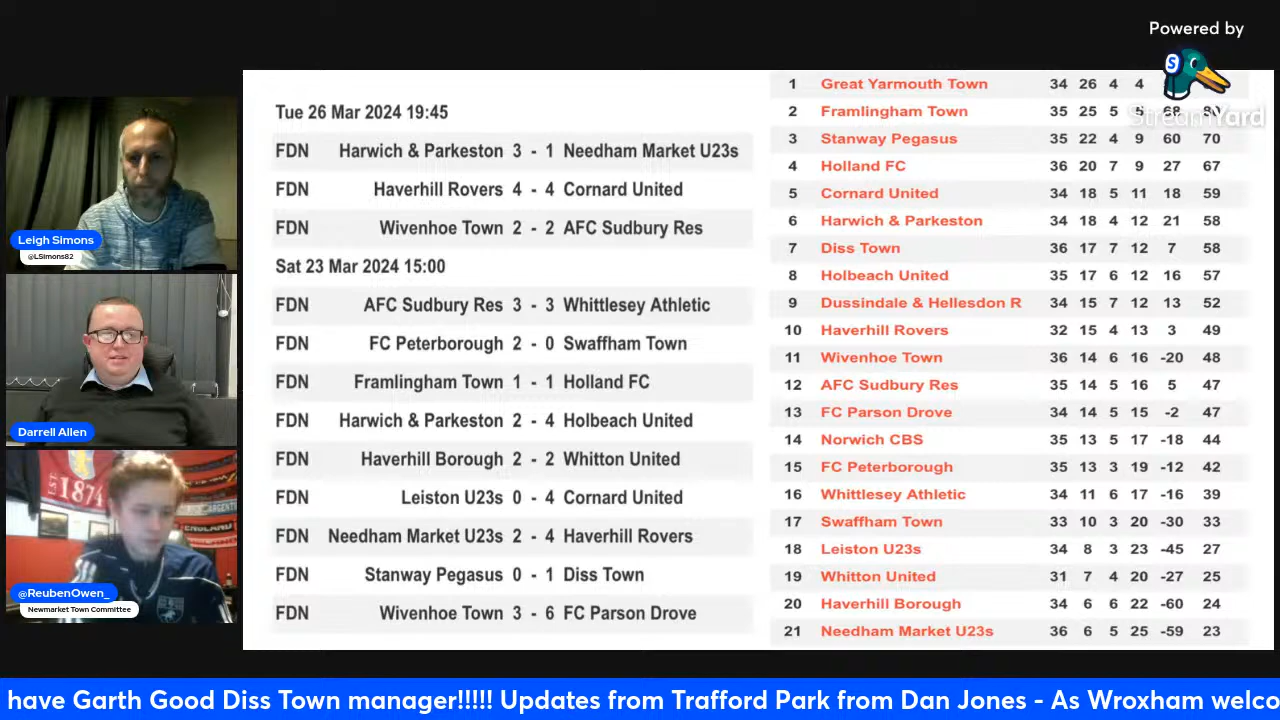 Powered by
StreamYard
Leigh Simons
@LSimons82
Darrell Allen
EST
1874
ENGLAND
@ReubenOwen_
Newmarket Town Committee
Tue 26 Mar 2024 19:45
FDN Harwich & Parkeston 3 - 1 Needham Market U23s
FDN Haverhill Rovers 4 - 4 Cornard United
FDN Wivenhoe Town 2 - 2 AFC Sudbury Res
Sat 23 Mar 2024 15:00
FDN AFC Sudbury Res 3 - 3 Whittlesey Athletic
FDN FC Peterborough 2 - 0 Swaffham Town
FDN Framlingham Town 1 - 1 Holland FC
FDN Harwich & Parkeston 2 - 4 Holbeach United
FDN Haverhill Borough 2 - 2 Whitton United
FDN Leiston U23s 0 - 4 Cornard United
FDN Needham Market U23s 2 - 4 Haverhill Rovers
FDN Stanway Pegasus 0 - 1 Diss Town
FDN Wivenhoe Town 3 - 6 FC Parson Drove
1 Great Yarmouth Town 34 26 4 4
2 Framlingham Town 35 25 5 5 68 80
3 Stanway Pegasus 35 22 4 9 60 70
4 Holland FC 36 20 7 9 27 67
5 Cornard United 34 18 5 11 18 59
6 Harwich & Parkeston 34 18 4 12 21 58
7 Diss Town 36 17 7 12 7 58
8 Holbeach United 35 17 6 12 16 57
9 Dussindale & Hellesdon R 34 15 7 12 13 52
10 Haverhill Rovers 32 15 4 13 3 49
11 Wivenhoe Town 36 14 6 16 -20 48
12 AFC Sudbury Res 35 14 5 16 5 47
13 FC Parson Drove 34 14 5 15 -2 47
14 Norwich CBS 35 13 5 17 -18 44
15 FC Peterborough 35 13 3 19 -12 42
16 Whittlesey Athletic 34 11 6 17 -16 39
17 Swaffham Town 33 10 3 20 -30 33
18 Leiston U23s 34 8 3 23 -45 27
19 Whitton United 31 7 4 20 -27 25
20 Haverhill Borough 34 6 6 22 -60 24
21 Needham Market U23s 36 6 5 25 -59 23
have Garth Good Diss Town manager!!!!! Updates from Trafford Park from Dan Jones - As Wroxham welco